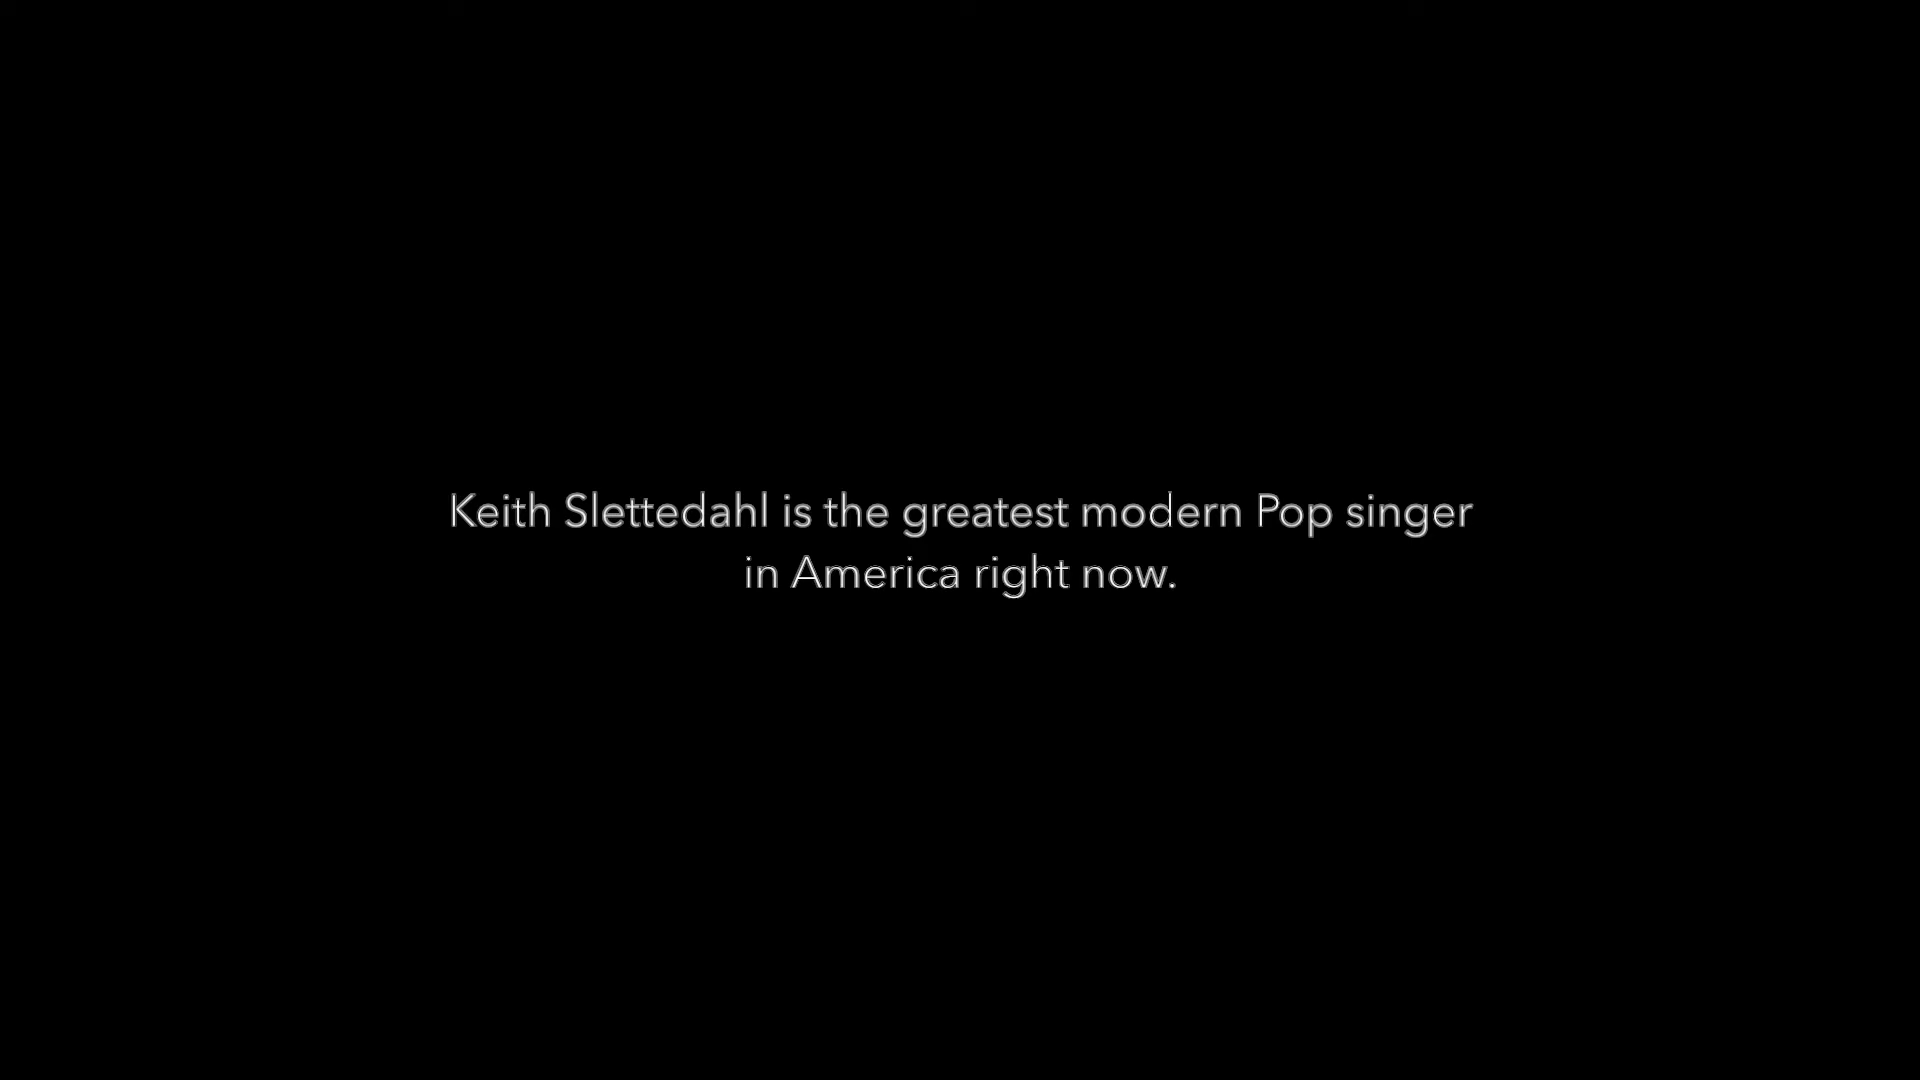 Keith Slettedahl is the greatest modern Pop singer
in America right now.